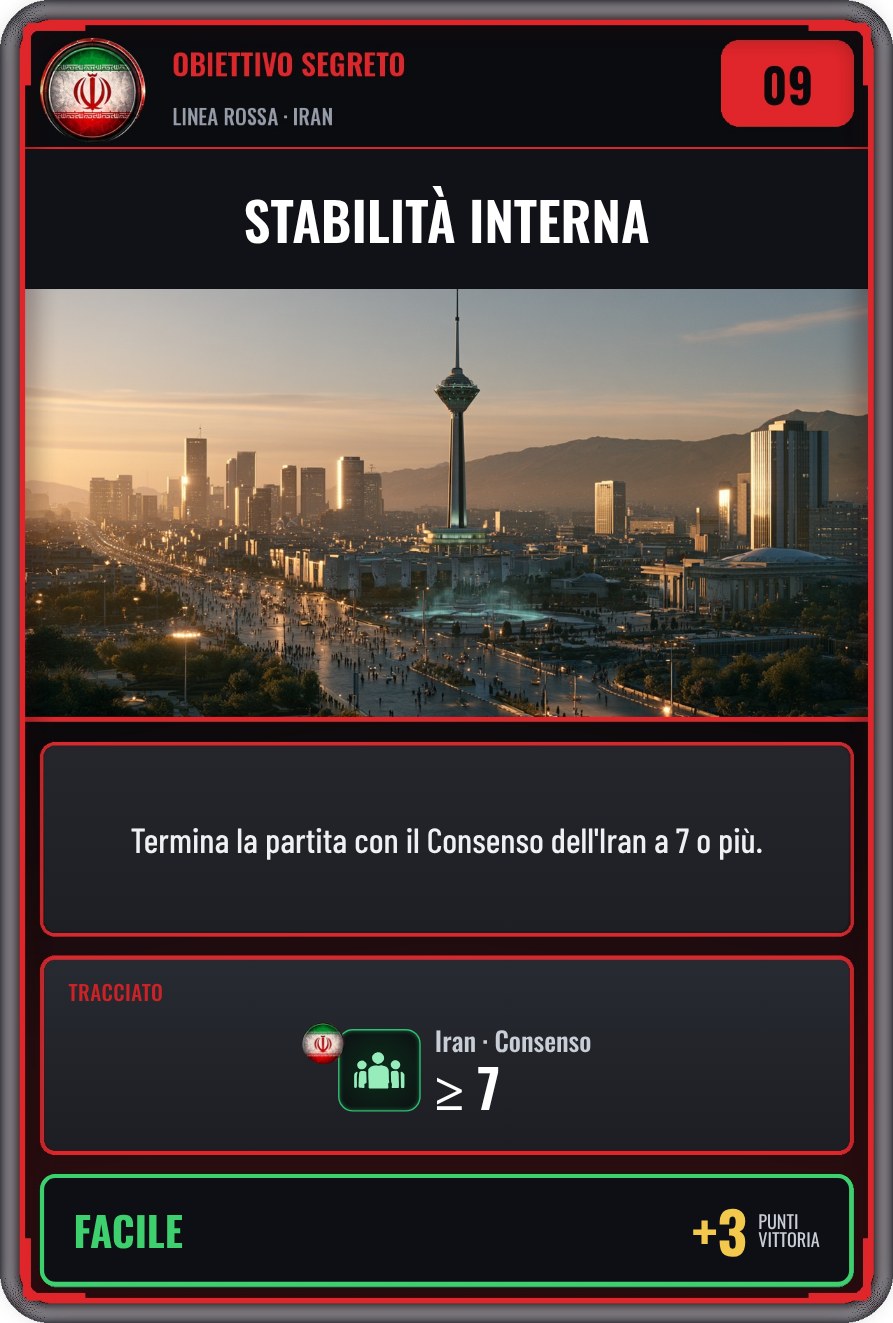 OBIETTIVO SEGRETO
LINEA ROSSA · IRAN
09
STABILITÀ INTERNA
Termina la partita con il Consenso dell'Iran a 7 o più.
TRACCIATO
Iran · Consenso
≥ 7
FACILE
+3
PUNTI
VITTORIA